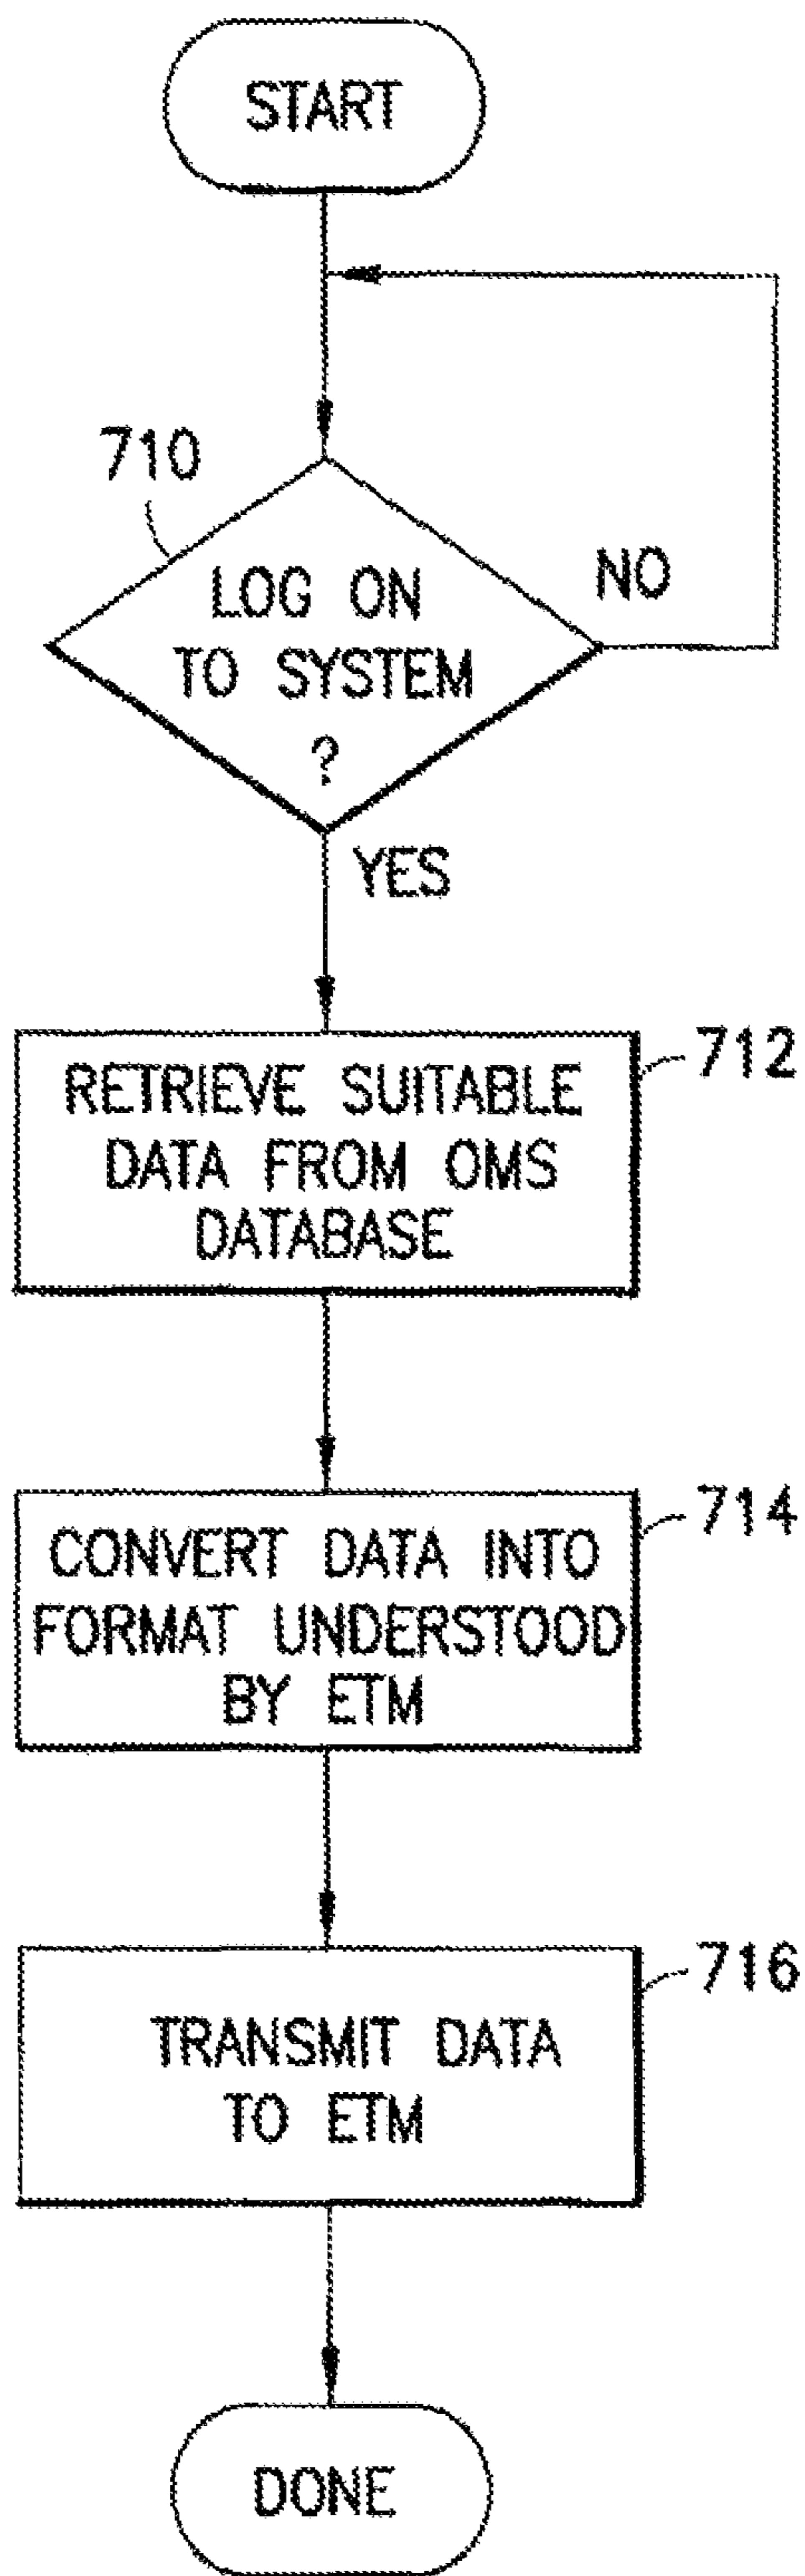 START
710
LOG ON
TO SYSTEM
?
NO
YES
712
RETRIEVE SUITABLE
DATA FROM OMS
DATABASE
714
CONVERT DATA INTO
FORMAT UNDERSTOOD
BY ETM
716
TRANSMIT DATA
TO ETM
DONE